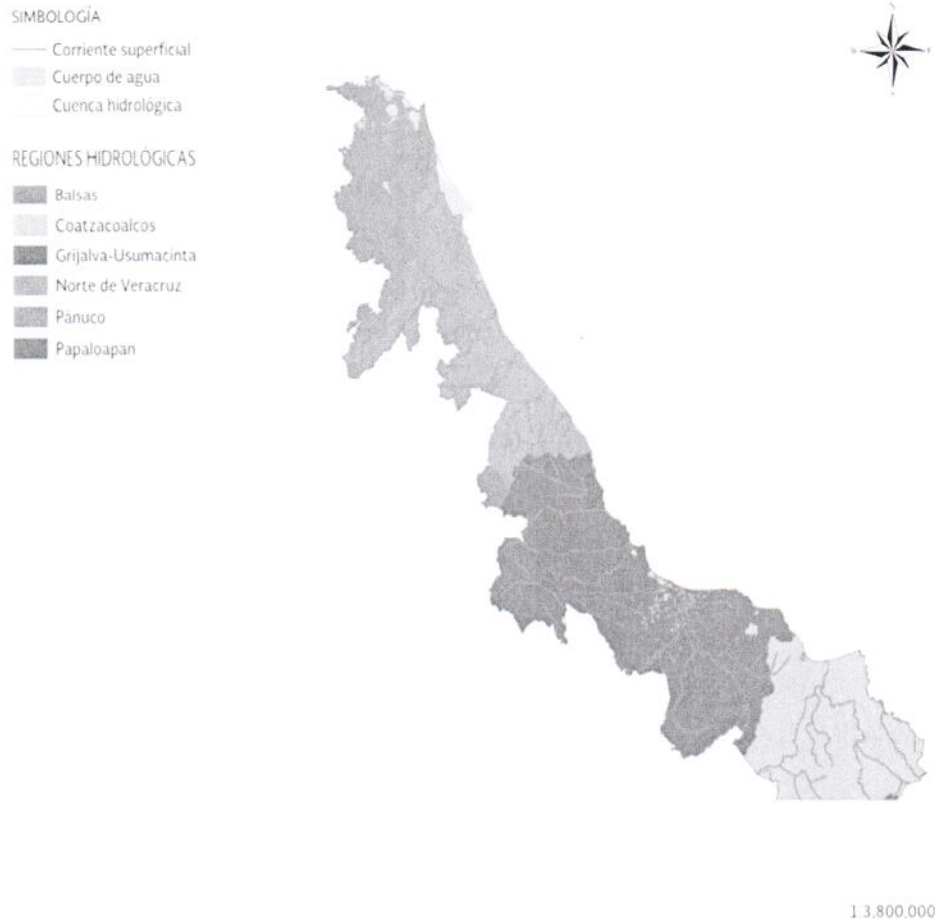 SIMBOLOGÍA
Corriente superficial
Cuerpo de agua
Cuenca hidrológica
REGIONES HIDROLÓGICAS
Balsas
Coatzacoalcos
Grijalva-Usumacinta
Norte de Veracruz
Pánuco
Papaloapan
1:3,800,000